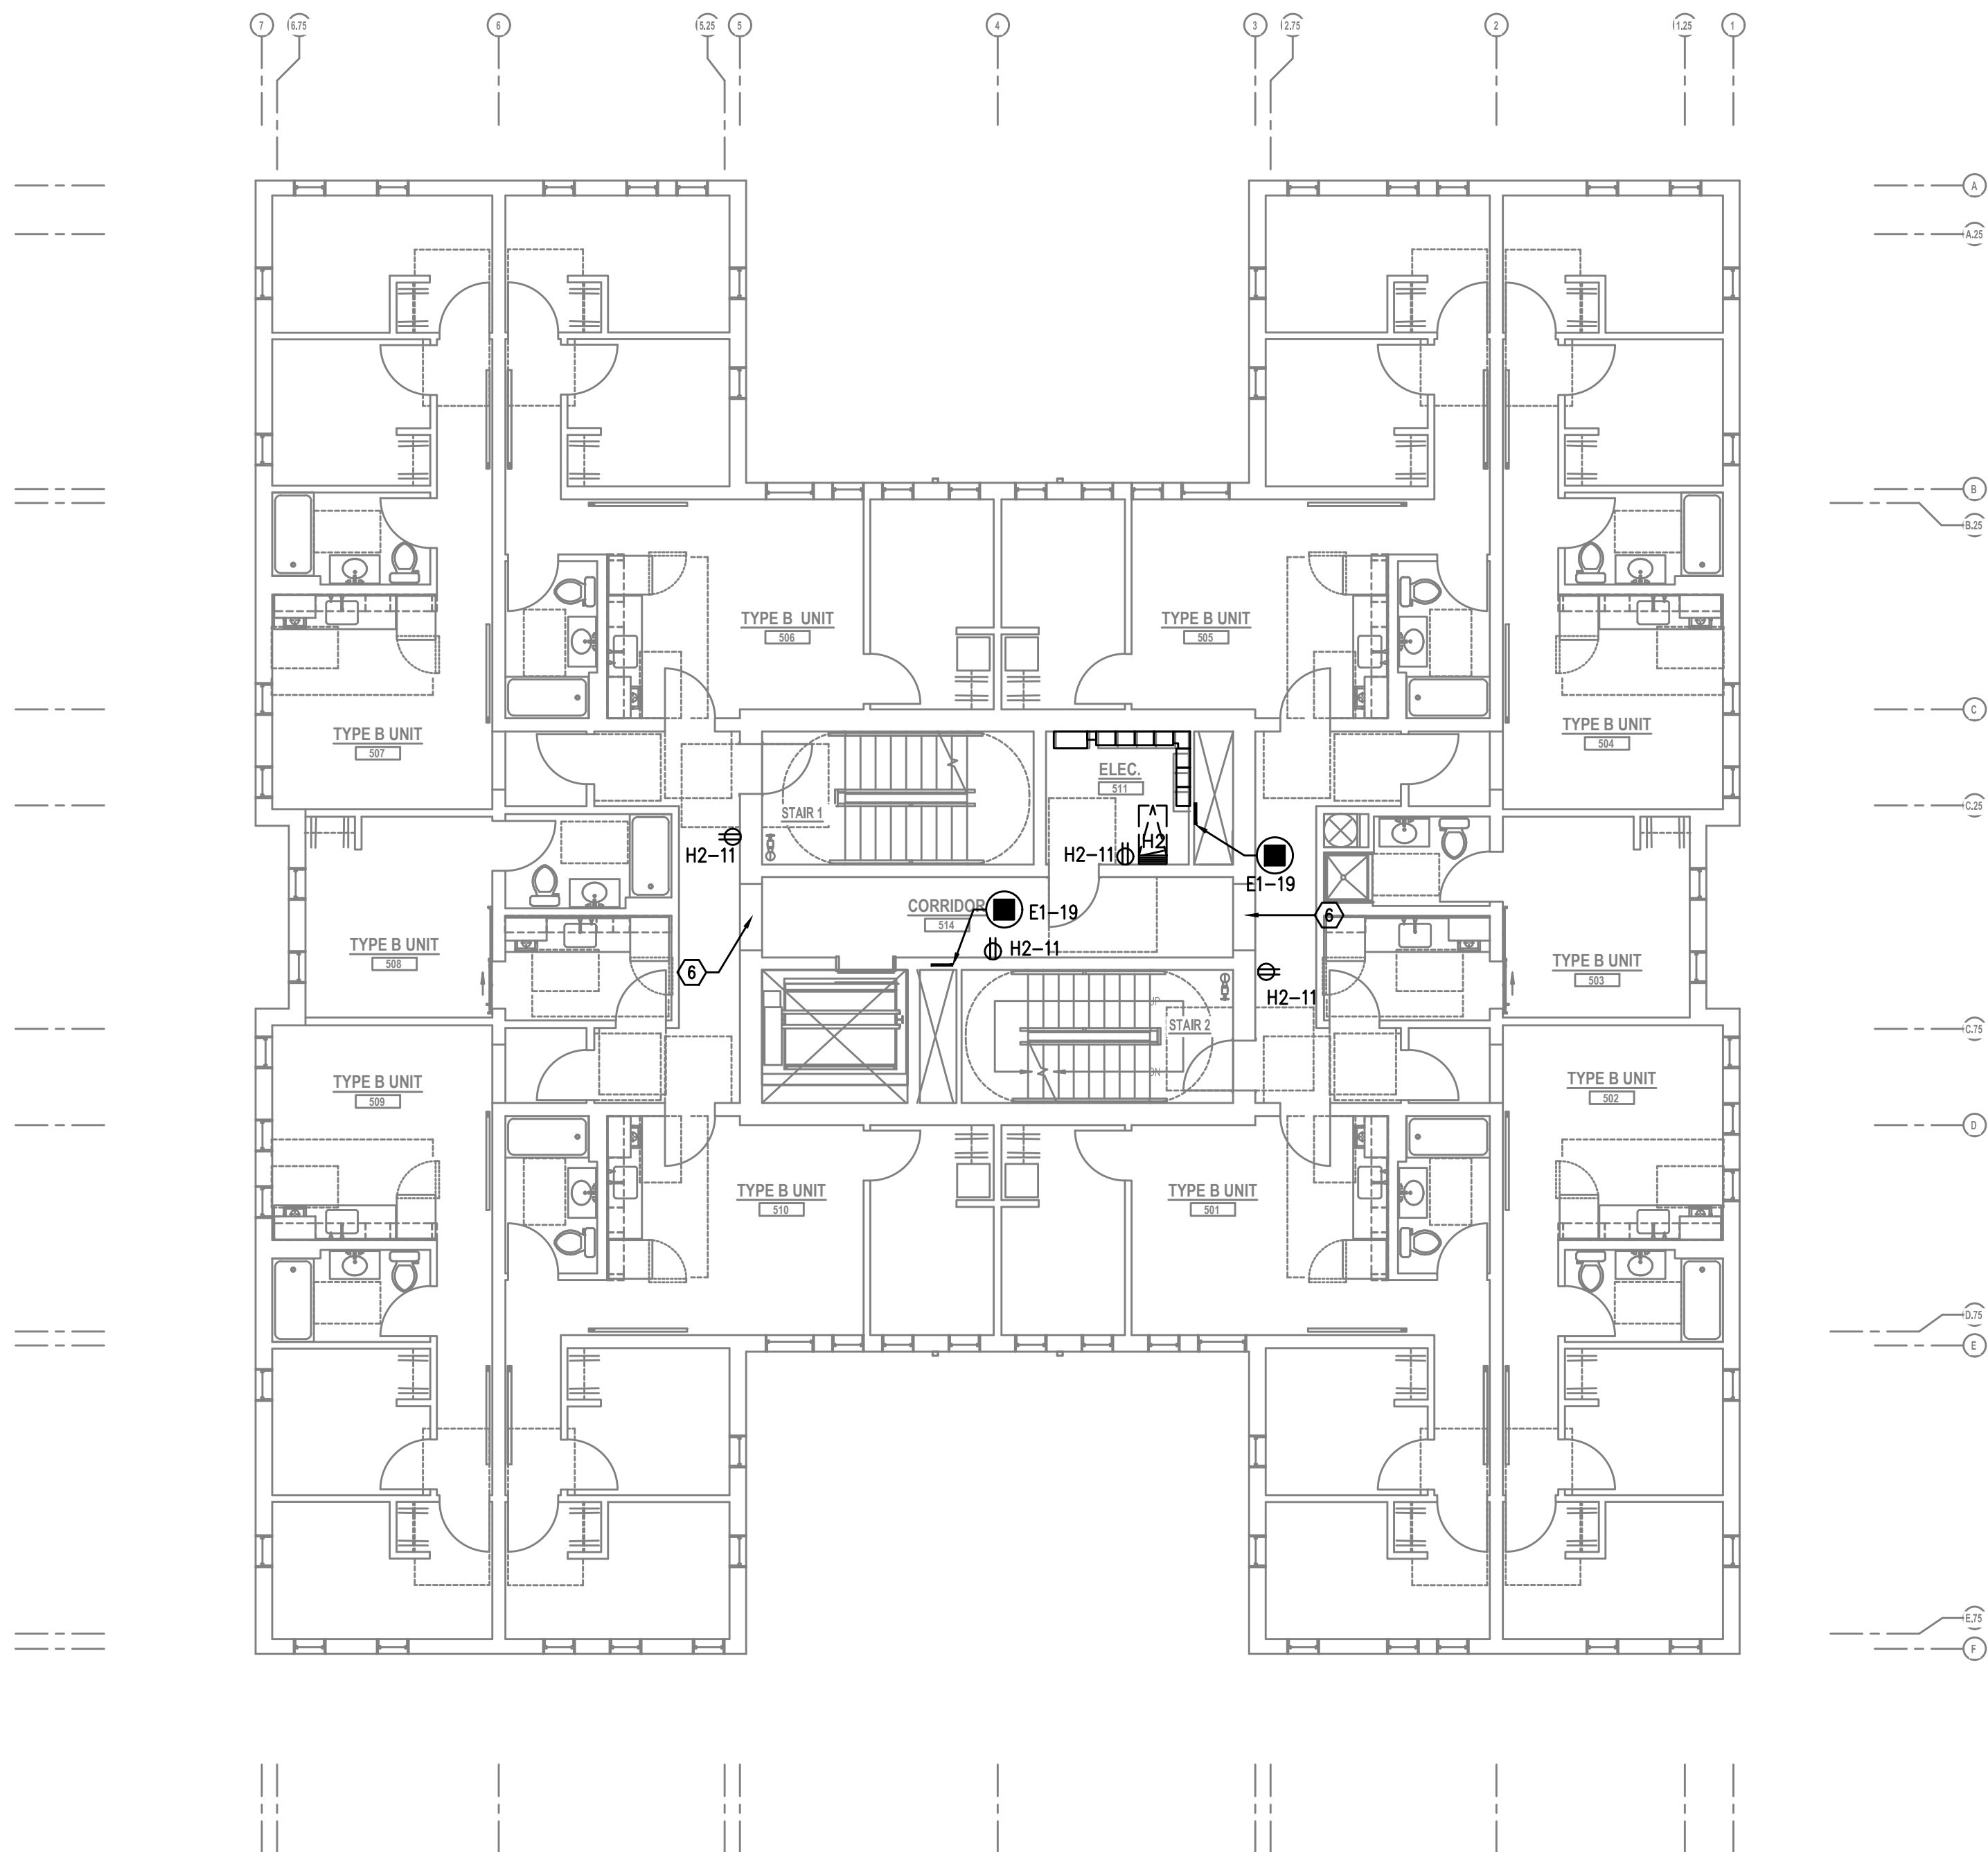 7
6.75
6
5.25
5
4
3
2.75
2
1.25
1
A
A.25
B
B.25
TYPE B  UNIT
506
TYPE B UNIT
505
TYPE B UNIT
507
TYPE B UNIT
504
C
ELEC.
511
C.25
STAIR 1
H2-11
H2
H2-11
E1-19
CORRIDOR
514
E1-19
6
H2-11
TYPE B UNIT
508
6
TYPE B UNIT
503
H2-11
UP
STAIR 2
C.75
DN
TYPE B UNIT
509
TYPE B UNIT
502
D
TYPE B UNIT
510
TYPE B UNIT
501
D.75
E
E.75
F